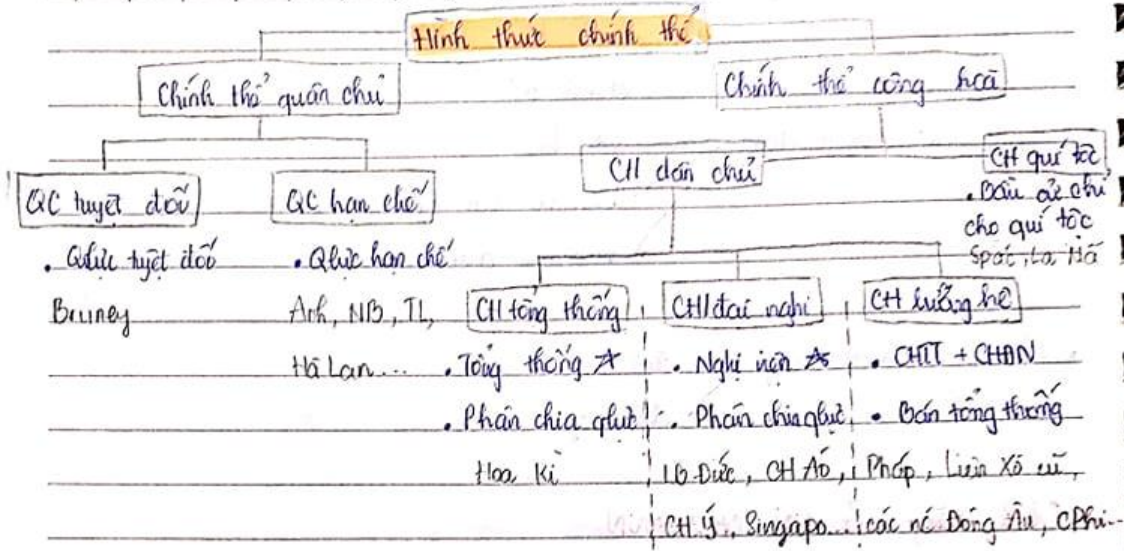 Hình thức chính thể
Chính thể quân chủ
Chính thể cộng hoà
QC tuyệt đối
QC hạn chế
CH dân chủ
CH quí tộc
• Qlực tuyệt đối
Bruney
• Qlực hạn chế
Anh, NB, TL,
Hà Lan...
• Bầu cử chỉ
cho quí tộc
Spac, La Mã
CH tổng thống
• Tổng thống ☆
• Phân chia qlực
Hoa Kì
CH đại nghị
• Nghị viện ☆
• Phân chia qlực
LB Đức, CH Áo,
CH Ý, Singapo...
CH lưỡng hệ
• CHTT + CHĐN
• Bán tổng thống
Pháp, Liên Xô cũ,
các nc Đông Âu, CPhi...